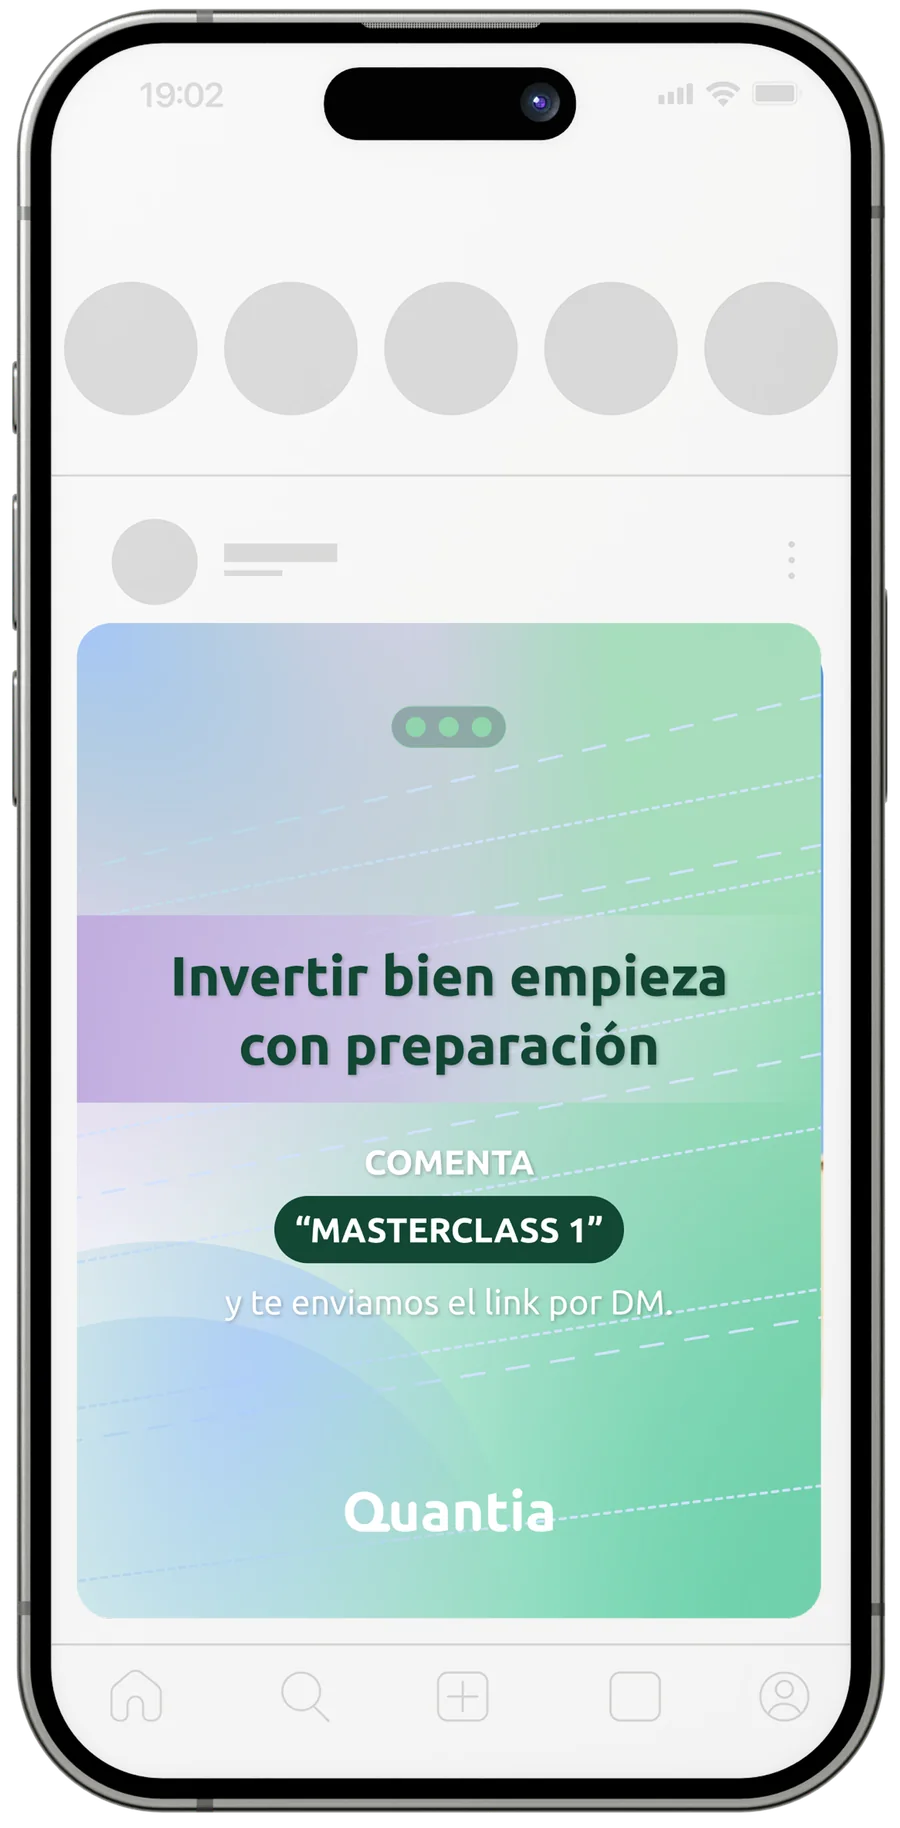 19:02
Invertir bien empieza
con preparación
COMENTA
“MASTERCLASS 1”
y te enviamos el link por DM.
Quantia